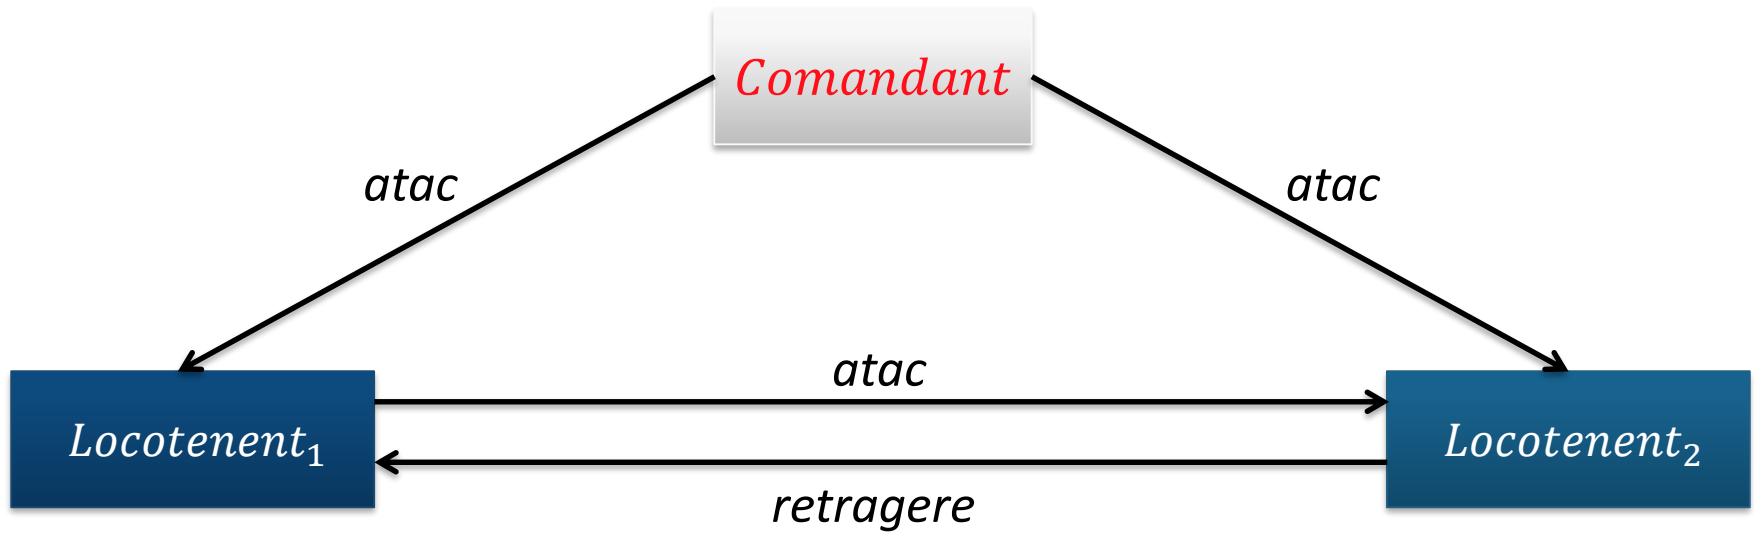 Comandant
atac
atac
atac
Locotenent₁
Locotenent₂
retragere